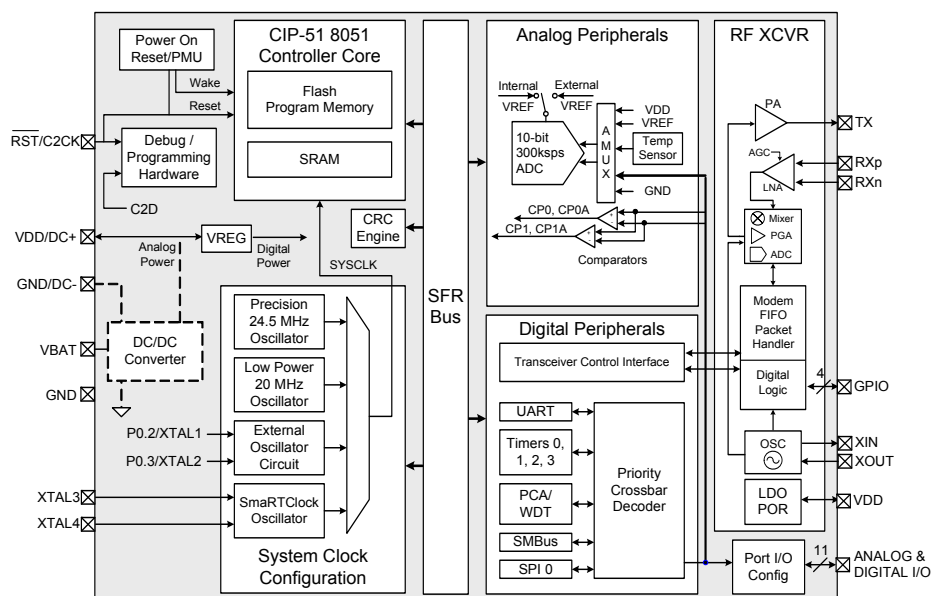 Power On
Reset/PMU
Wake
Reset
RST/C2CK
Debug /
Programming
Hardware
C2D
VDD/DC+
Analog
Power
VREG
Digital
Power
GND/DC-
DC/DC
Converter
VBAT
GND
P0.2/XTAL1
P0.3/XTAL2
XTAL3
XTAL4
CIP-51 8051
Controller Core
Flash
Program Memory
SRAM
CRC
Engine
SYSCLK
Precision
24.5 MHz
Oscillator
Low Power
20 MHz
Oscillator
External
Oscillator
Circuit
SmaRTClock
Oscillator
System Clock
Configuration
SFR
Bus
Analog Peripherals
Internal
VREF
External
VREF
10-bit
300ksps
ADC
A
M
U
X
VDD
VREF
Temp
Sensor
GND
CP0, CP0A
+
-
CP1, CP1A
+
-
Comparators
Digital Peripherals
Transceiver Control Interface
UART
Timers 0,
1, 2, 3
PCA/
WDT
SMBus
SPI 0
Priority
Crossbar
Decoder
RF XCVR
PA
TX
AGC
LNA
RXp
RXn
Mixer
PGA
ADC
Modem
FIFO
Packet
Handler
Digital
Logic
4
GPIO
OSC
XIN
XOUT
LDO
POR
VDD
Port I/O
Config
11
ANALOG &
DIGITAL I/O